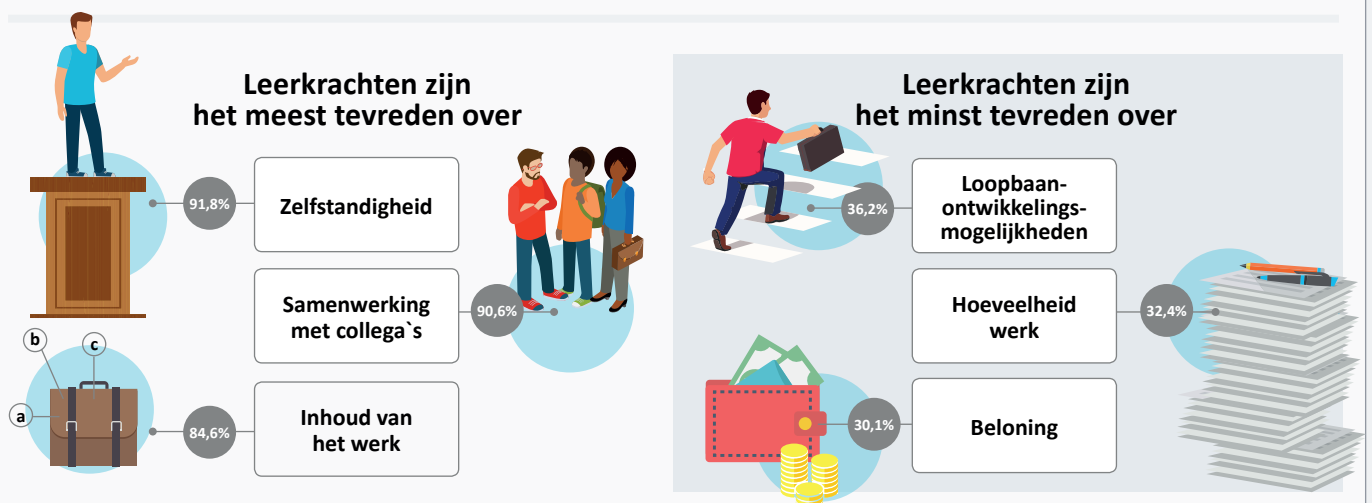 Leerkrachten zijn
het meest tevreden over
91,8%
Zelfstandigheid
Samenwerking
met collega`s
90,6%
b
c
a
84,6%
Inhoud van
het werk
Leerkrachten zijn
het minst tevreden over
36,2%
Loopbaan-
ontwikkelings-
mogelijkheden
Hoeveelheid
werk
32,4%
30,1%
Beloning